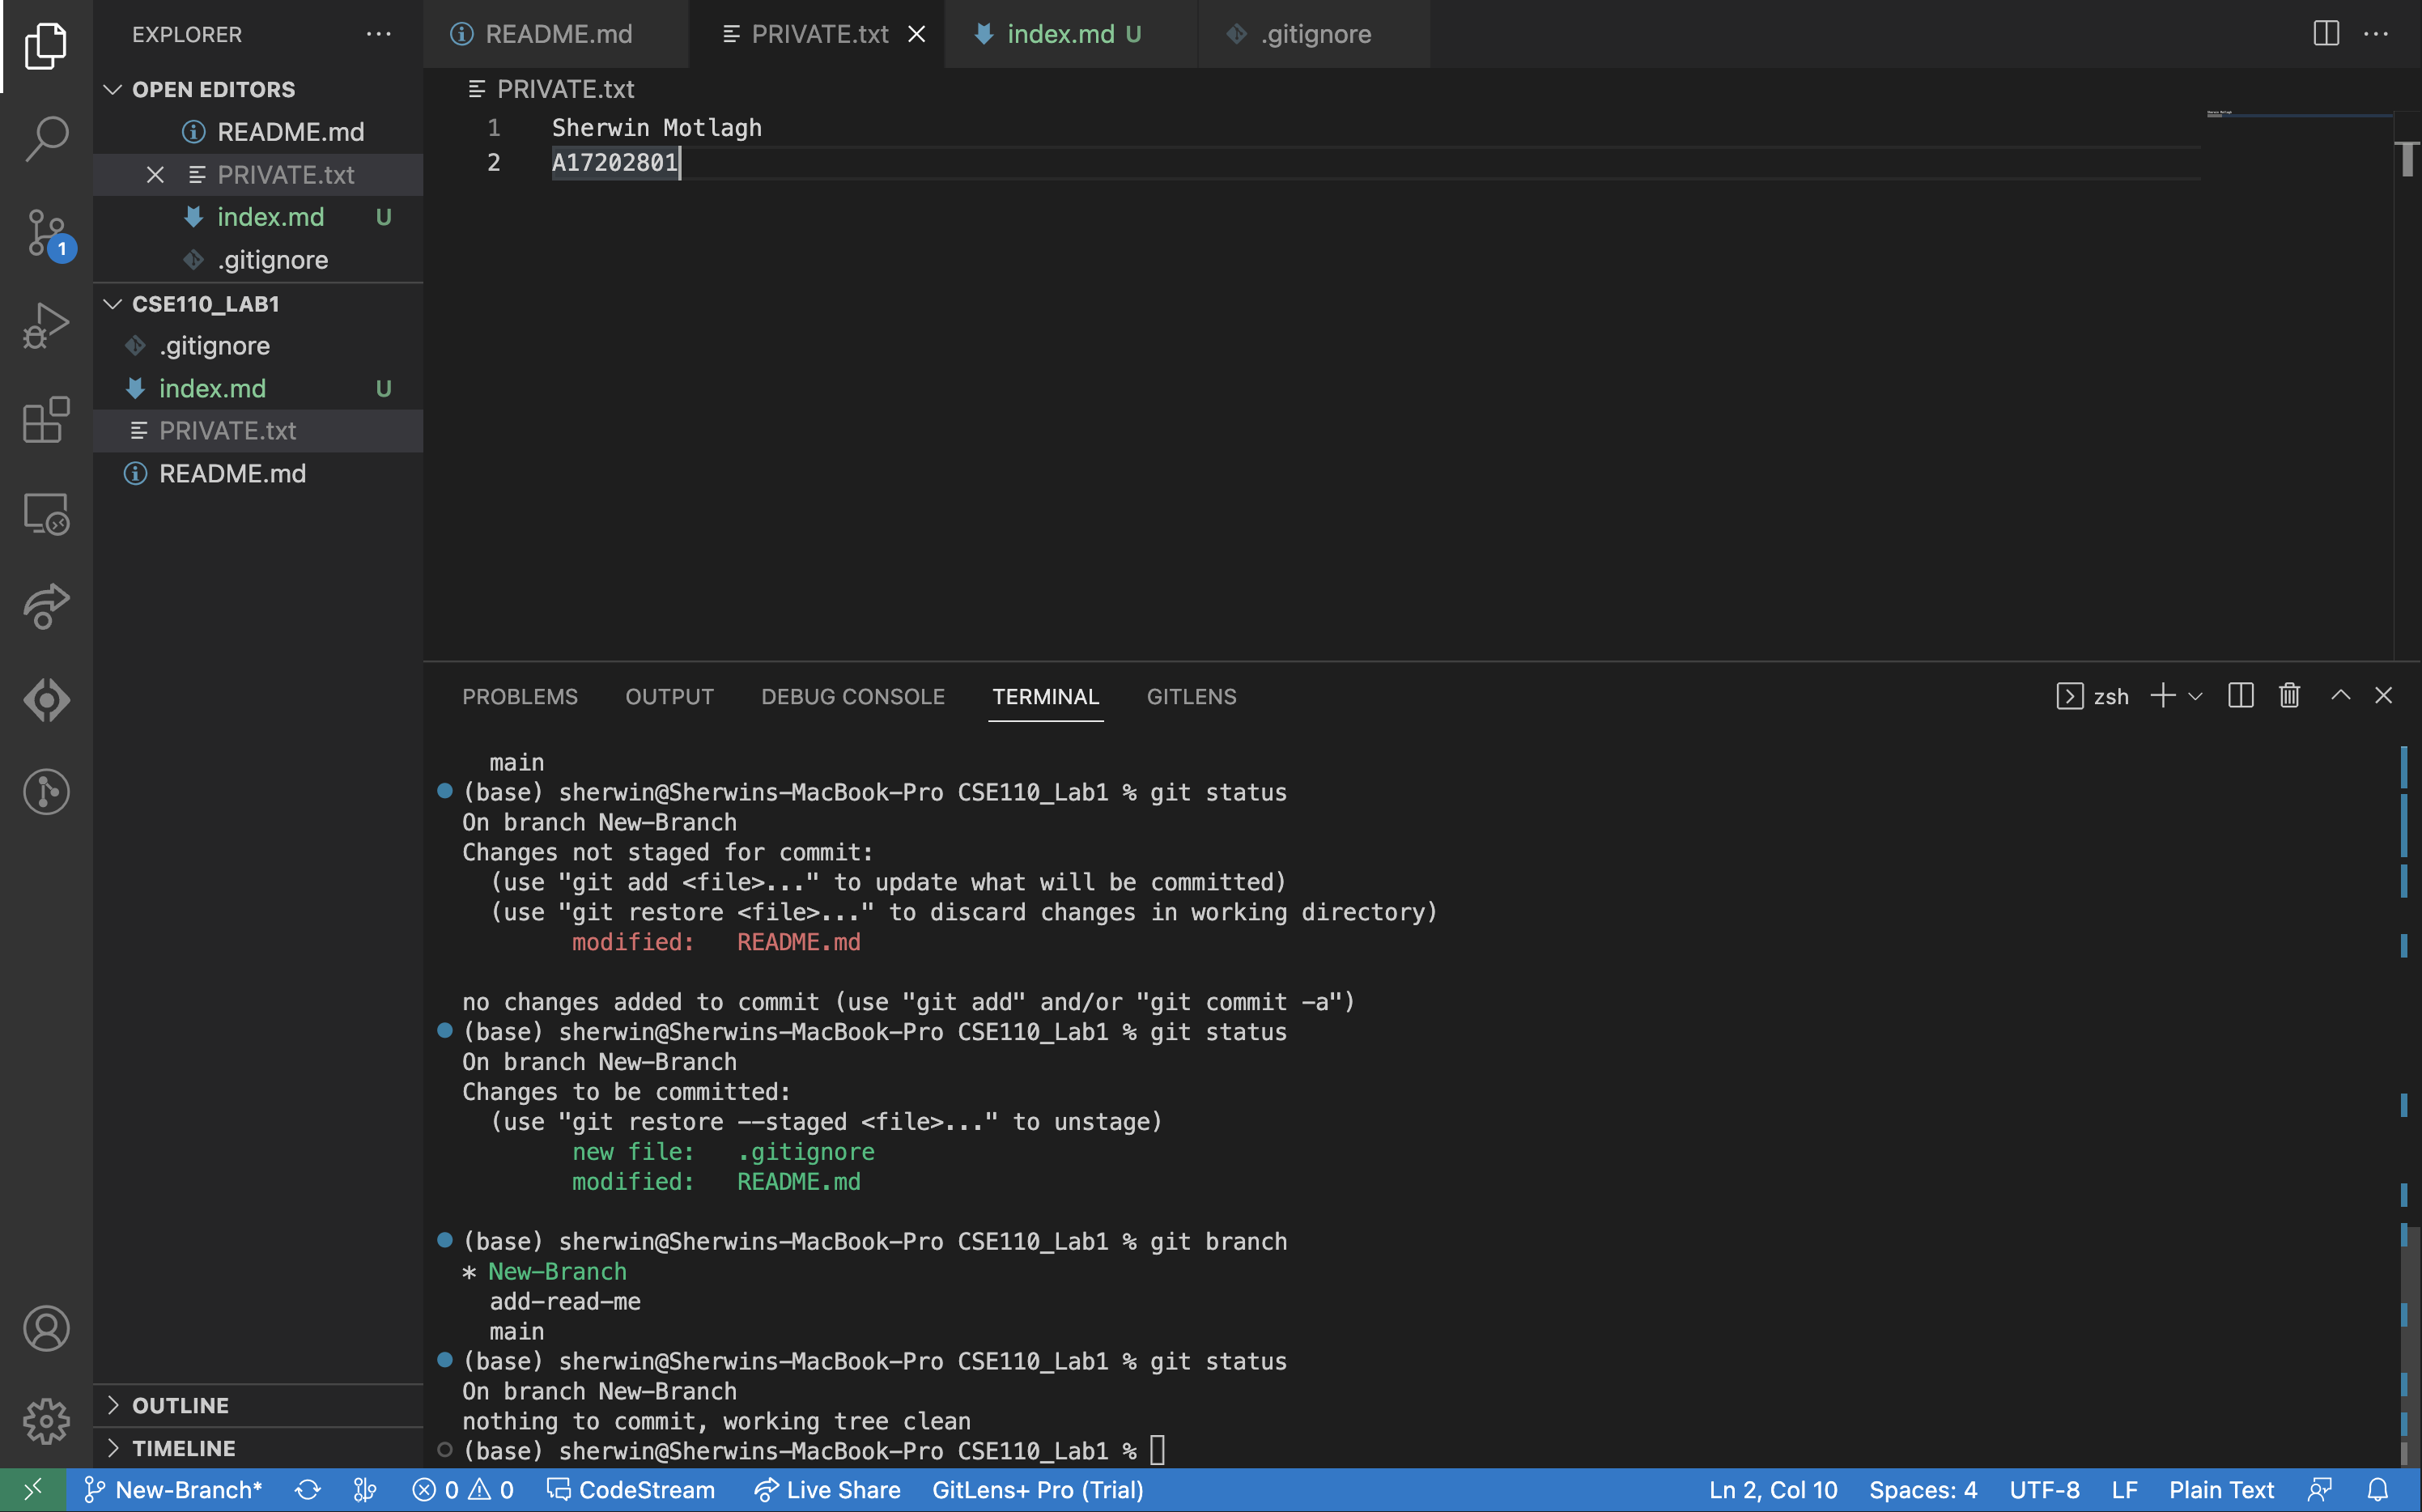 EXPLORER
OPEN EDITORS
README.md
PRIVATE.txt
index.md U
.gitignore
CSE110_LAB1
.gitignore
index.md U
PRIVATE.txt
README.md
OUTLINE
TIMELINE
README.md PRIVATE.txt index.md U .gitignore
PRIVATE.txt
1 Sherwin Motlagh
2 A17202801
PROBLEMS OUTPUT DEBUG CONSOLE TERMINAL GITLENS zsh
main
(base) sherwin@Sherwins-MacBook-Pro CSE110_Lab1 % git status
On branch New-Branch
Changes not staged for commit:
(use "git add <file>..." to update what will be committed)
(use "git restore <file>..." to discard changes in working directory)
modified: README.md
no changes added to commit (use "git add" and/or "git commit -a")
(base) sherwin@Sherwins-MacBook-Pro CSE110_Lab1 % git status
On branch New-Branch
Changes to be committed:
(use "git restore --staged <file>..." to unstage)
new file: .gitignore
modified: README.md
(base) sherwin@Sherwins-MacBook-Pro CSE110_Lab1 % git branch
* New-Branch
add-read-me
main
(base) sherwin@Sherwins-MacBook-Pro CSE110_Lab1 % git status
On branch New-Branch
nothing to commit, working tree clean
(base) sherwin@Sherwins-MacBook-Pro CSE110_Lab1 %
1
New-Branch* 0 0 CodeStream Live Share GitLens+ Pro (Trial) Ln 2, Col 10 Spaces: 4 UTF-8 LF Plain Text